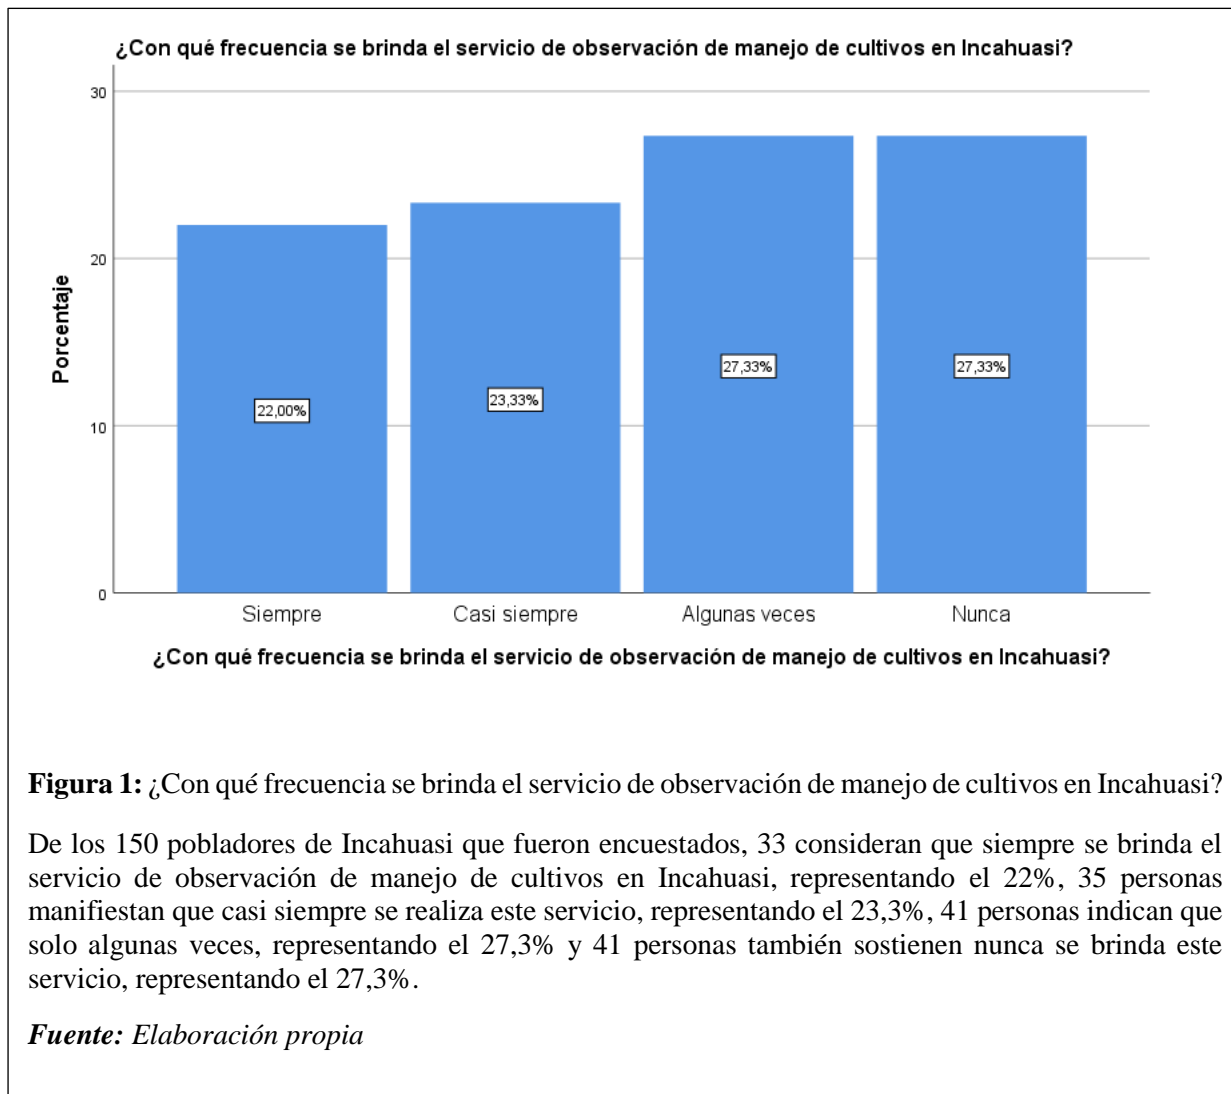 ¿Con qué frecuencia se brinda el servicio de observación de manejo de cultivos en Incahuasi?
30
20
10
0
Porcentaje
22,00%
23,33%
27,33%
27,33%
Siempre
Casi siempre
Algunas veces
Nunca
¿Con qué frecuencia se brinda el servicio de observación de manejo de cultivos en Incahuasi?
Figura 1: ¿Con qué frecuencia se brinda el servicio de observación de manejo de cultivos en Incahuasi?
De los 150 pobladores de Incahuasi que fueron encuestados, 33 consideran que siempre se brinda el
servicio de observación de manejo de cultivos en Incahuasi, representando el 22%, 35 personas
manifiestan que casi siempre se realiza este servicio, representando el 23,3%, 41 personas indican que
solo algunas veces, representando el 27,3% y 41 personas también sostienen nunca se brinda este
servicio, representando el 27,3%.
Fuente: Elaboración propia